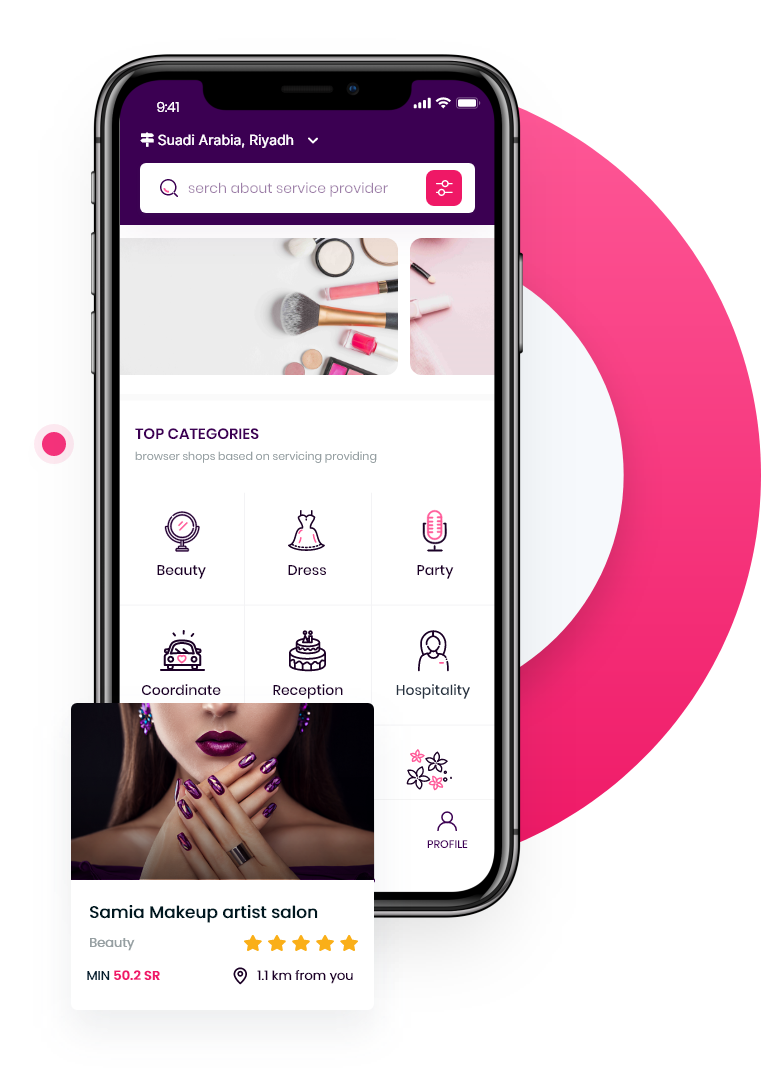 9:41
Suadi Arabia, Riyadh
serch about service provider
TOP CATEGORIES
browser shops based on servicing providing
Beauty
Dress
Party
Coordinate
Reception
Hospitality
PROFILE
Samia Makeup artist salon
Beauty
MIN 50.2 SR
1.1 km from you